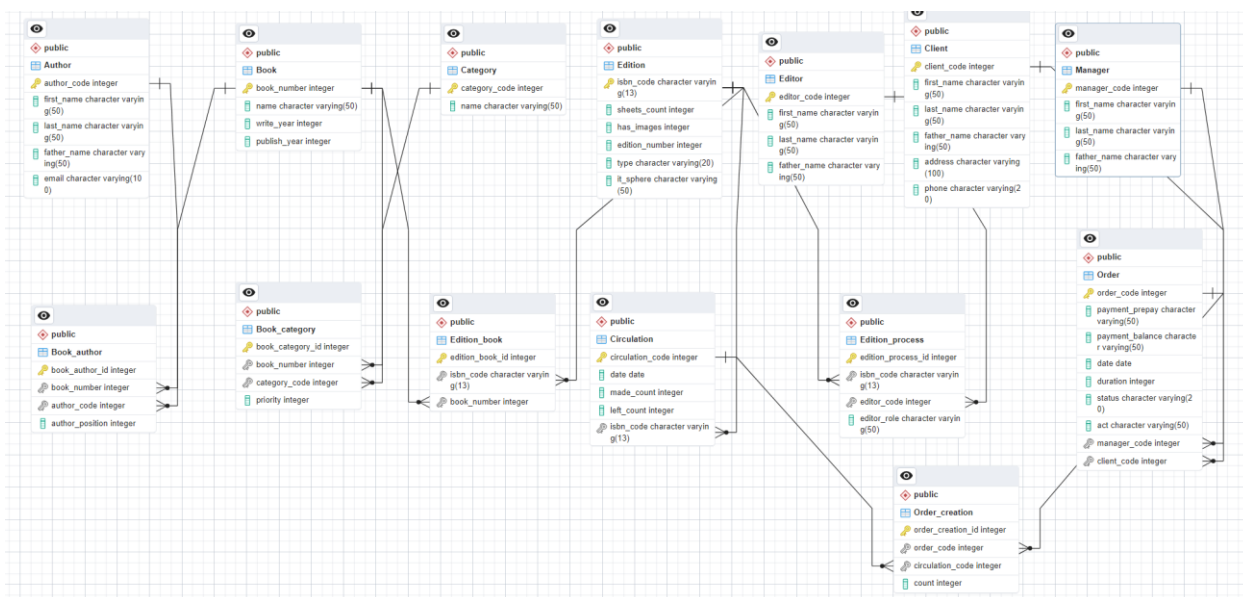 public
Author
author_code integer
first_name character varyin
g(50)
last_name character varyin
g(50)
father_name character var
ying(50)
email character varying(10
0)
public
Book
book_number integer
name character varying(50)
write_year integer
publish_year integer
public
Category
category_code integer
name character varying(50)
public
Edition
isbn_code character varyin
g(13)
sheets_count integer
has_images integer
edition_number integer
type character varying(20)
it_sphere character varying
(50)
public
Editor
editor_code integer
first_name character varyin
g(50)
last_name character varyin
g(50)
father_name character vary
ing(50)
public
Client
client_code integer
first_name character varyin
g(50)
last_name character varyin
g(50)
father_name character vary
ing(50)
address character varying
(100)
phone character varying(2
0)
public
Manager
manager_code integer
first_name character varyin
g(50)
last_name character varyin
g(50)
father_name character vary
ing(50)
public
Book_author
book_author_id integer
book_number integer
author_code integer
author_position integer
public
Book_category
book_category_id integer
book_number integer
category_code integer
priority integer
public
Edition_book
edition_book_id integer
isbn_code character varyin
g(13)
book_number integer
public
Circulation
circulation_code integer
date date
made_count integer
left_count integer
isbn_code character varyin
g(13)
public
Edition_process
edition_process_id integer
isbn_code character varyin
g(13)
editor_code integer
editor_role character varyi
ng(50)
public
Order
order_code integer
payment_prepay character
varying(50)
payment_balance characte
r varying(50)
date date
duration integer
status character varying(2
0)
act character varying(50)
manager_code integer
client_code integer
public
Order_creation
order_creation_id integer
order_code integer
circulation_code integer
count integer